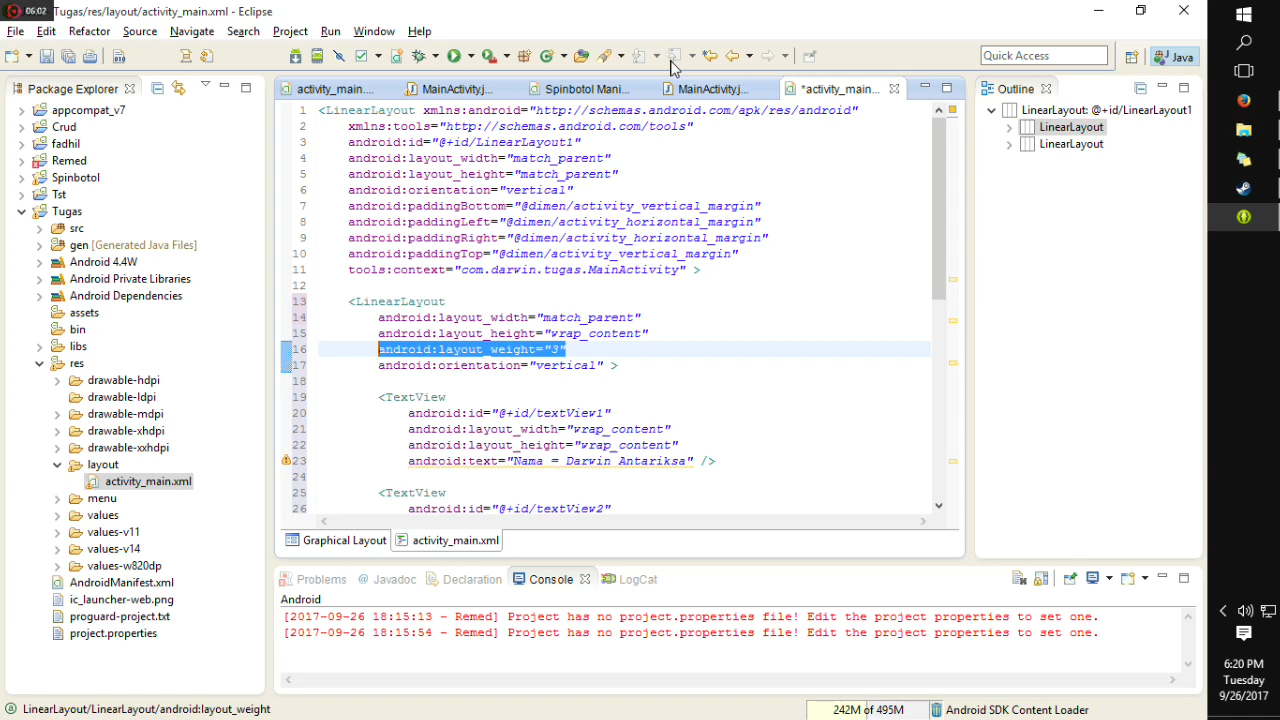 06:02 Tugas/res/layout/activity_main.xml - Eclipse
File Edit Refactor Source Navigate Search Project Run Window Help
Quick Access
Java
Package Explorer
appcompat_v7
Crud
fadhil
Remed
Spinbotol
Tst
Tugas
src
gen [Generated Java Files]
Android 4.4W
Android Private Libraries
Android Dependencies
assets
bin
libs
res
drawable-hdpi
drawable-ldpi
drawable-mdpi
drawable-xhdpi
drawable-xxhdpi
layout
activity_main.xml
menu
values
values-v11
values-v14
values-w820dp
AndroidManifest.xml
ic_launcher-web.png
proguard-project.txt
project.properties
activity_main.... MainActivity.j... Spinbotol Mani... MainActivity.j... *activity_main....
1 <LinearLayout xmlns:android="http://schemas.android.com/apk/res/android"
2 xmlns:tools="http://schemas.android.com/tools"
3 android:id="@+id/LinearLayout1"
4 android:layout_width="match_parent"
5 android:layout_height="match_parent"
6 android:orientation="vertical"
7 android:paddingBottom="@dimen/activity_vertical_margin"
8 android:paddingLeft="@dimen/activity_horizontal_margin"
9 android:paddingRight="@dimen/activity_horizontal_margin"
10 android:paddingTop="@dimen/activity_vertical_margin"
11 tools:context="com.darwin.tugas.MainActivity" >
12
13 <LinearLayout
14 android:layout_width="match_parent"
15 android:layout_height="wrap_content"
16 android:layout_weight="3"
17 android:orientation="vertical" >
18
19 <TextView
20 android:id="@+id/textView1"
21 android:layout_width="wrap_content"
22 android:layout_height="wrap_content"
23 android:text="Nama = Darwin Antariksa" />
24
25 <TextView
26 android:id="@+id/textView2"
Graphical Layout activity_main.xml
Outline
LinearLayout: @+id/LinearLayout1
LinearLayout
LinearLayout
Problems Javadoc Declaration Console LogCat
Android
[2017-09-26 18:15:13 - Remed] Project has no project.properties file! Edit the project properties to set one.
[2017-09-26 18:15:54 - Remed] Project has no project.properties file! Edit the project properties to set one.
LinearLayout/LinearLayout/android:layout_weight
242M of 495M
Android SDK Content Loader
6:20 PM
Tuesday
9/26/2017